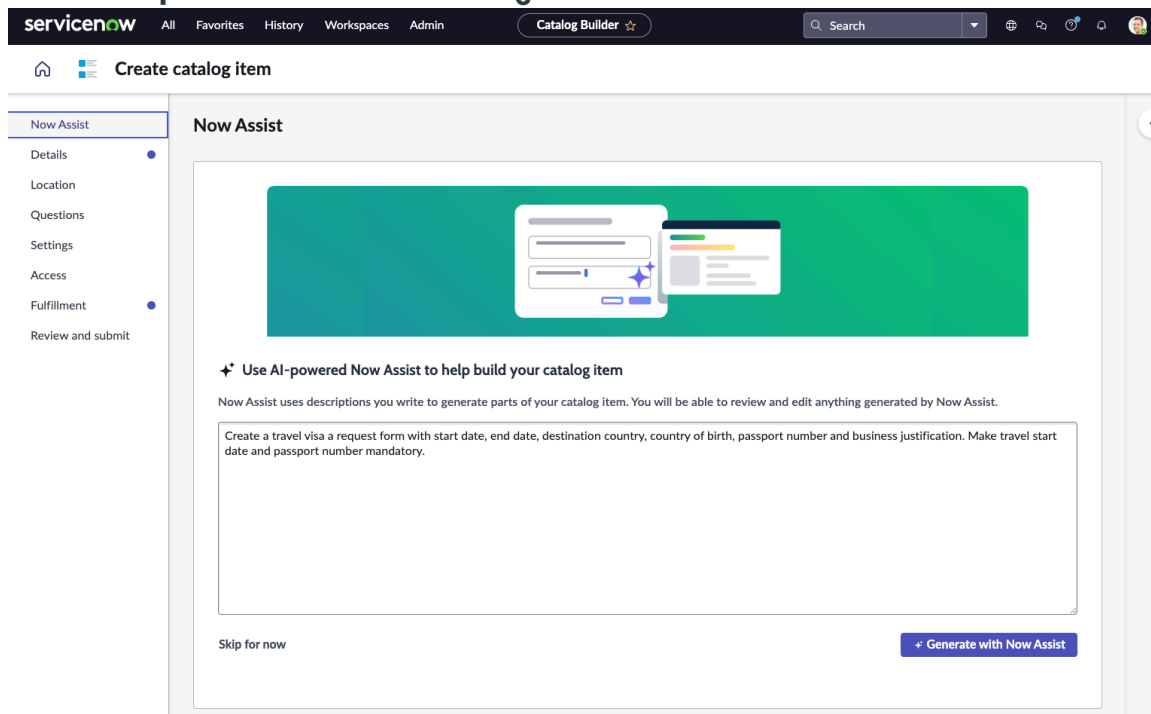 servicenow
All
Favorites
History
Workspaces
Admin
Catalog Builder
Search
Create catalog item
Now Assist
Details
Location
Questions
Settings
Access
Fulfillment
Review and submit
Now Assist
Use AI-powered Now Assist to help build your catalog item
Now Assist uses descriptions you write to generate parts of your catalog item. You will be able to review and edit anything generated by Now Assist.
Create a travel visa a request form with start date, end date, destination country, country of birth, passport number and business justification. Make travel start
date and passport number mandatory.
Skip for now
Generate with Now Assist